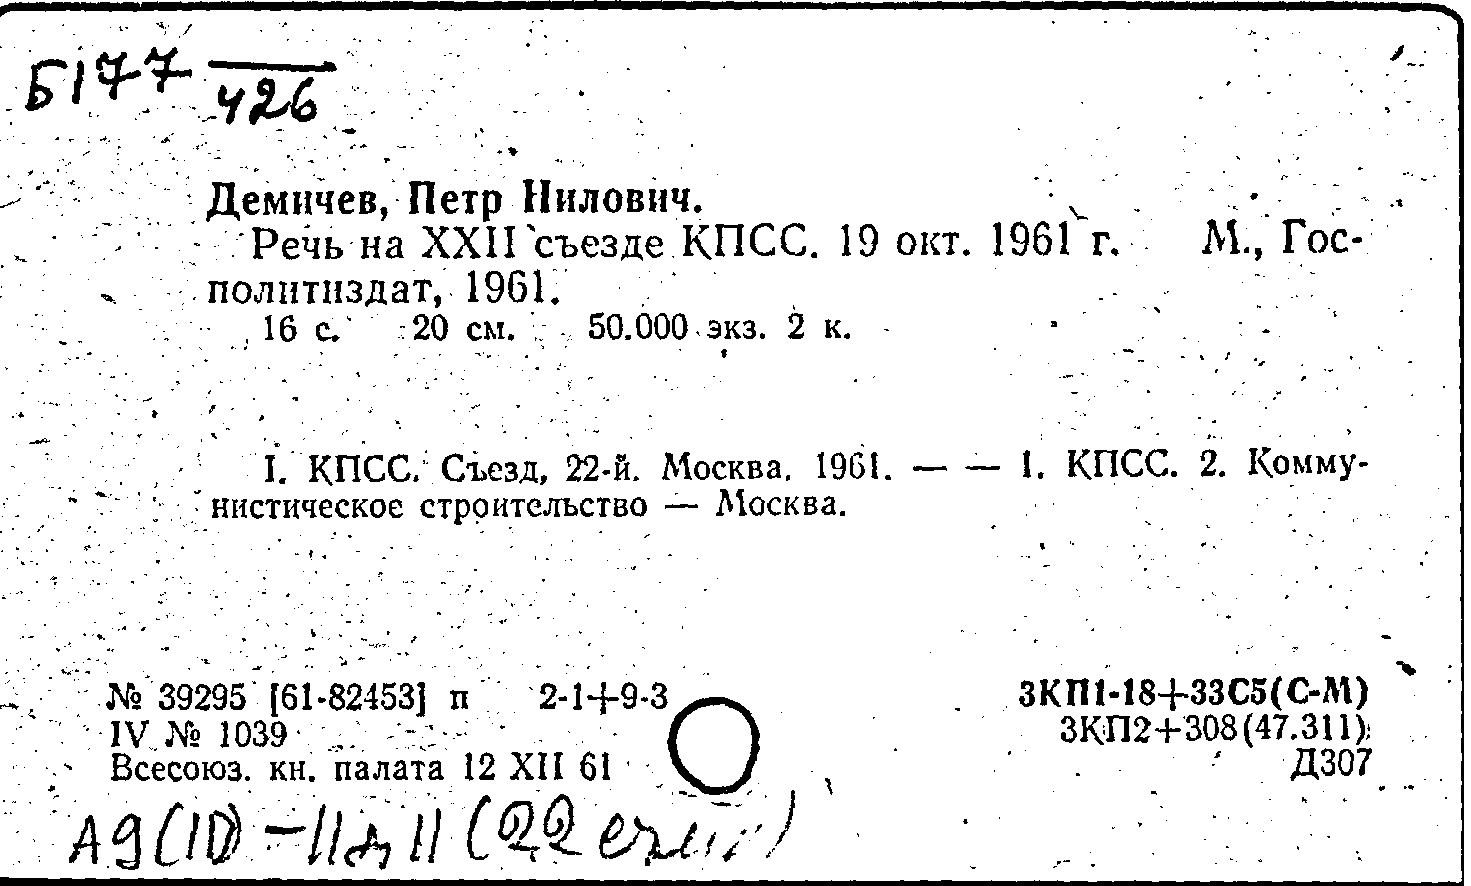 Б177
426
Демичев, Петр Нилович.
Речь на XXII съезде КПСС. 19 окт. 1961 г. М., Гос-
политиздат, 1961.
16 с. 20 см. 50.000 экз. 2 к.
I. КПСС. Съезд, 22-й. Москва. 1961. — — 1. КПСС. 2. Комму-
нистическое строительство — Москва.
№ 39295 [61-82453] п 2-1+9-3
IV № 1039
Всесоюз. кн. палата 12 XII 61
3КП1-18+33С5(С-М)
3КП2+308(47.311)
Д307
(22